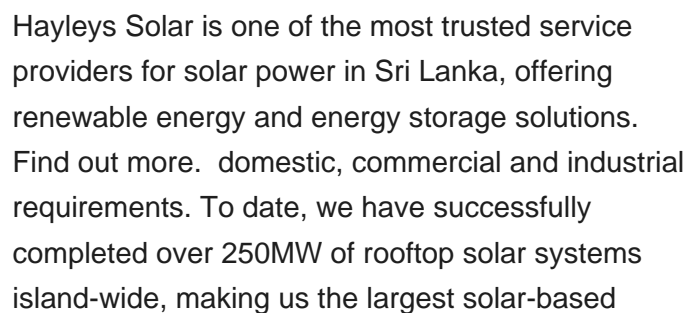 Hayleys Solar is one of the most trusted service
providers for solar power in Sri Lanka, offering
renewable energy and energy storage solutions.
Find out more.  domestic, commercial and industrial
requirements. To date, we have successfully
completed over 250MW of rooftop solar systems
island-wide, making us the largest solar-based